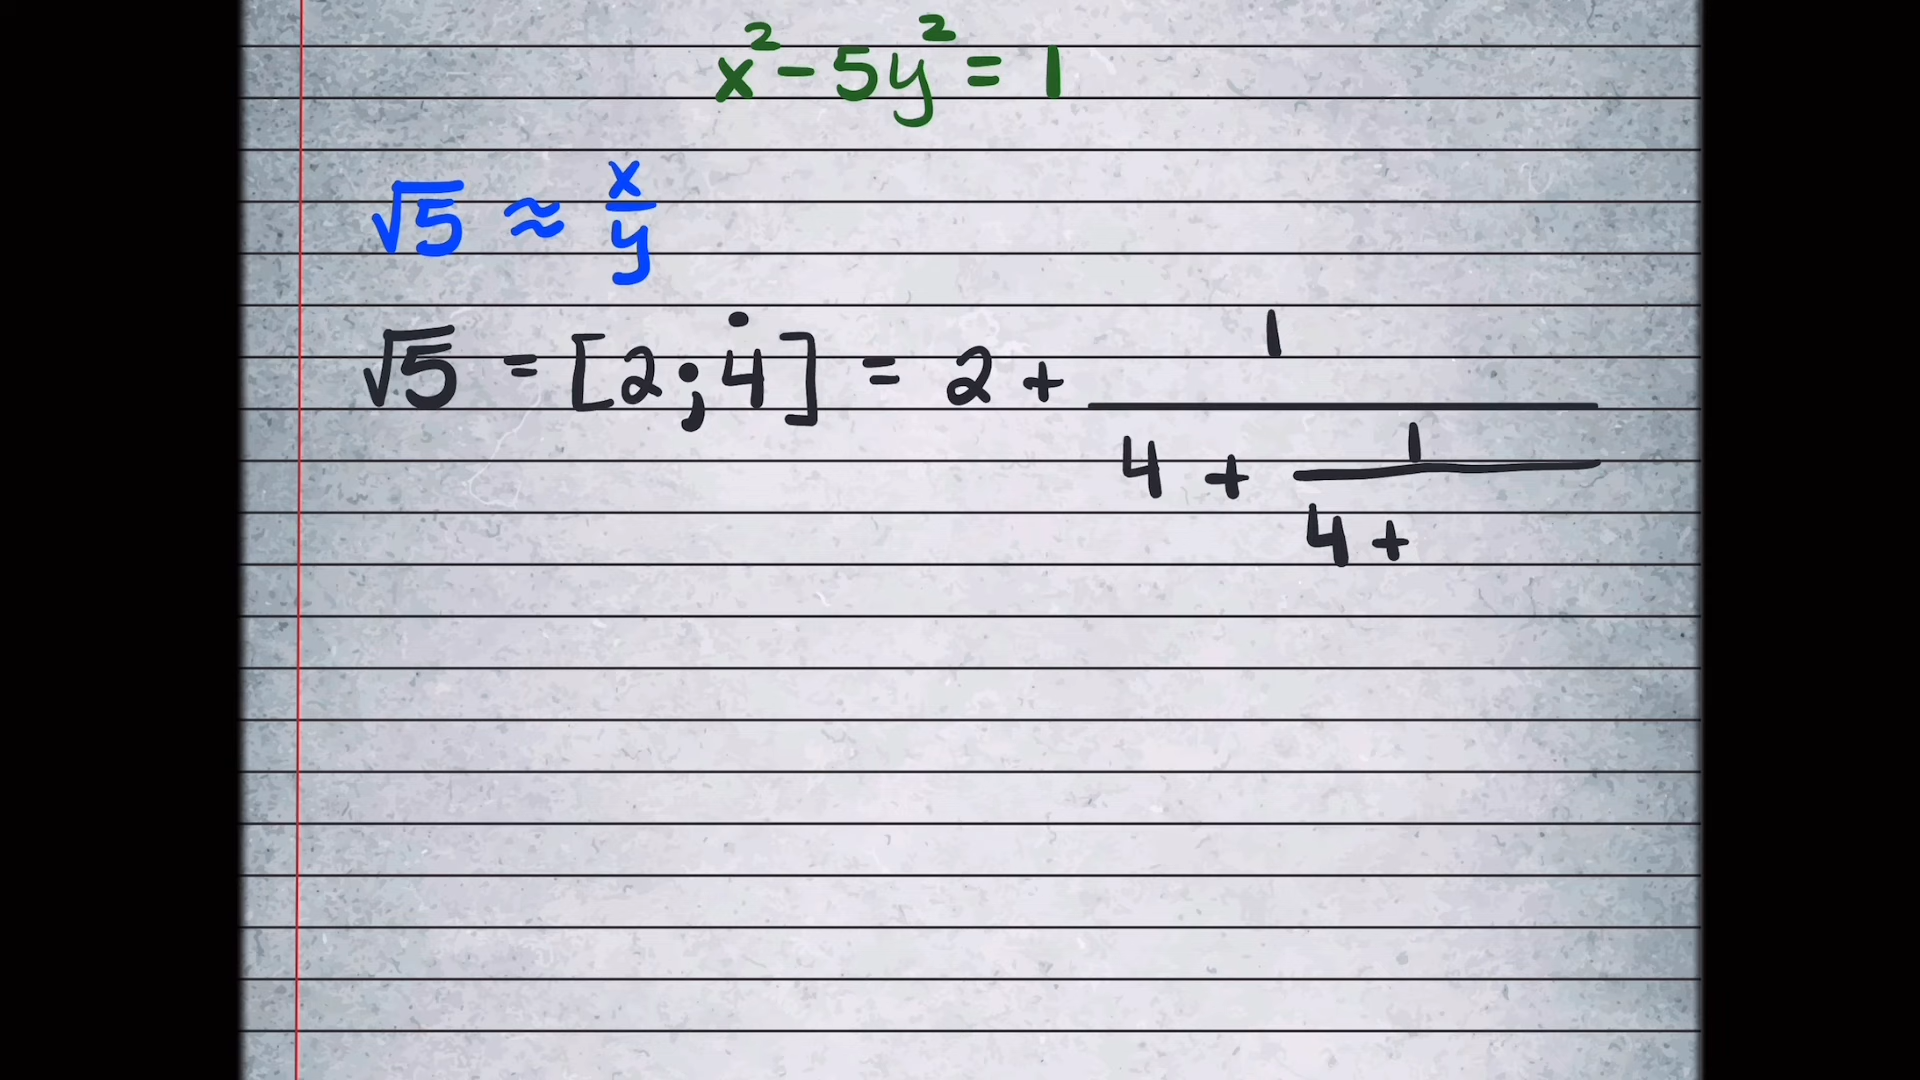 x² - 5y² = 1
√5 ≈ x/y
√5 = [2; 4̇] = 2 + 1
4 + 1
4 +